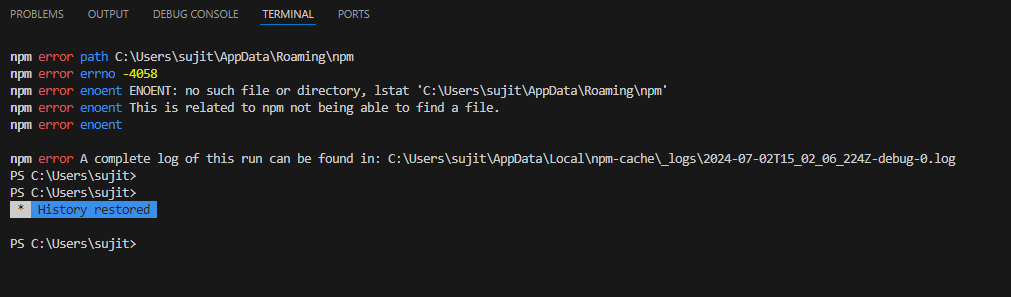 PROBLEMS OUTPUT DEBUG CONSOLE TERMINAL PORTS
npm error path C:\Users\sujit\AppData\Roaming\npm
npm error errno -4058
npm error enoent ENOENT: no such file or directory, lstat 'C:\Users\sujit\AppData\Roaming\npm'
npm error enoent This is related to npm not being able to find a file.
npm error enoent
npm error A complete log of this run can be found in: C:\Users\sujit\AppData\Local\npm-cache\_logs\2024-07-02T15_02_06_224Z-debug-0.log
PS C:\Users\sujit>
PS C:\Users\sujit>
* History restored
PS C:\Users\sujit>